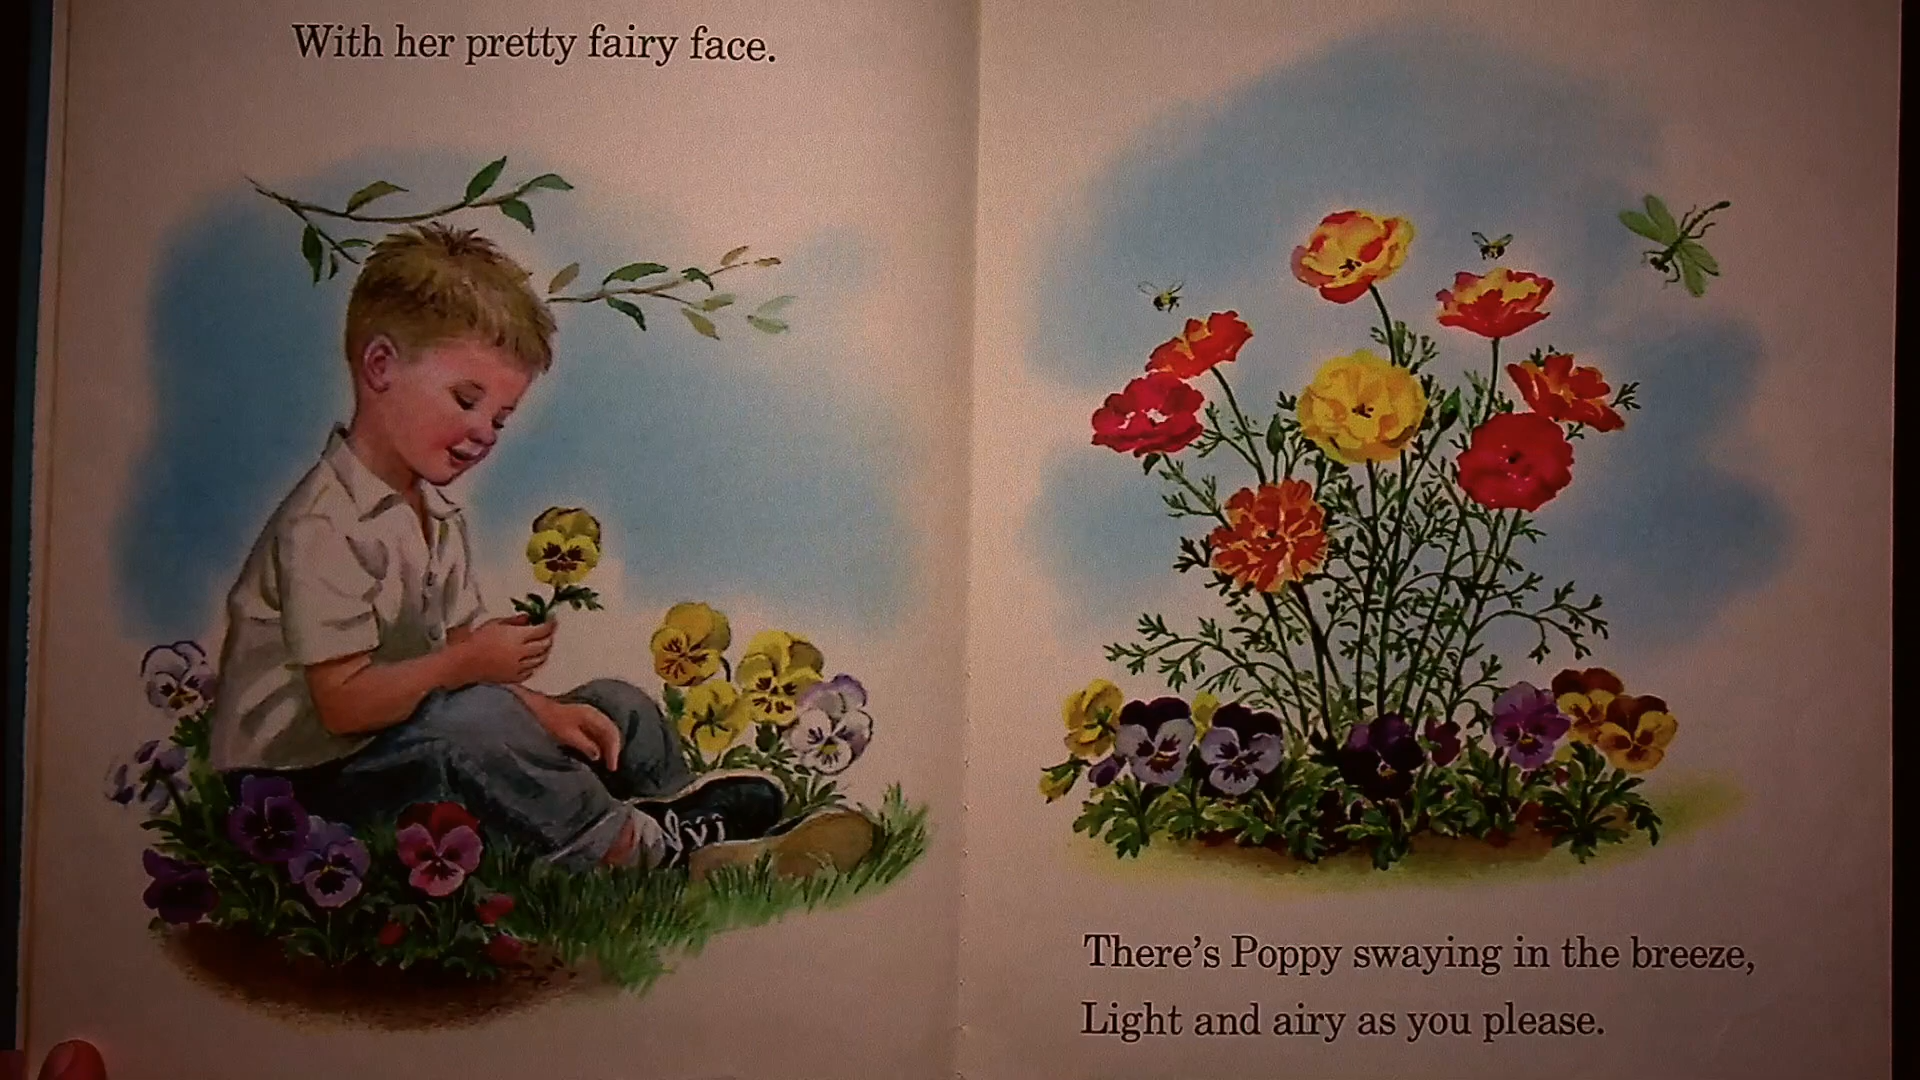 With her pretty fairy face.
There's Poppy swaying in the breeze,
Light and airy as you please.